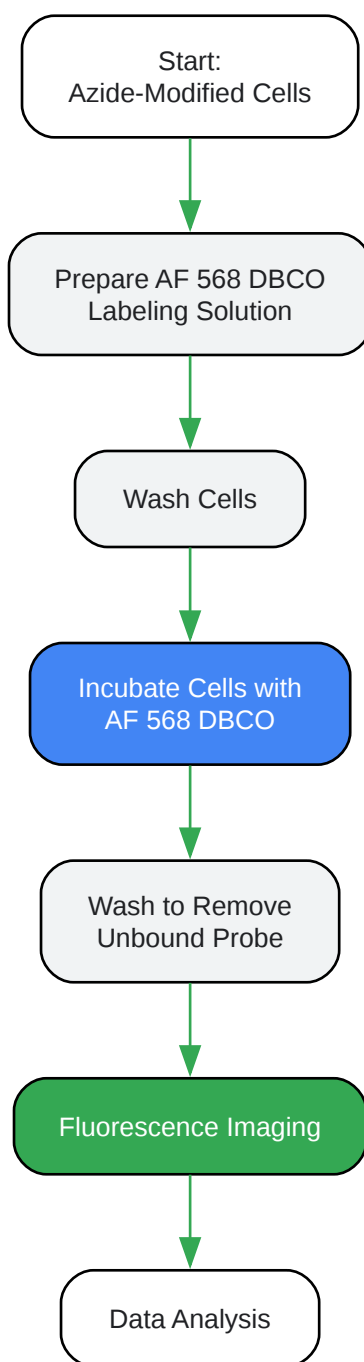 Start:
Azide-Modified Cells
Prepare AF 568 DBCO
Labeling Solution
Wash Cells
Incubate Cells with
AF 568 DBCO
Wash to Remove
Unbound Probe
Fluorescence Imaging
Data Analysis